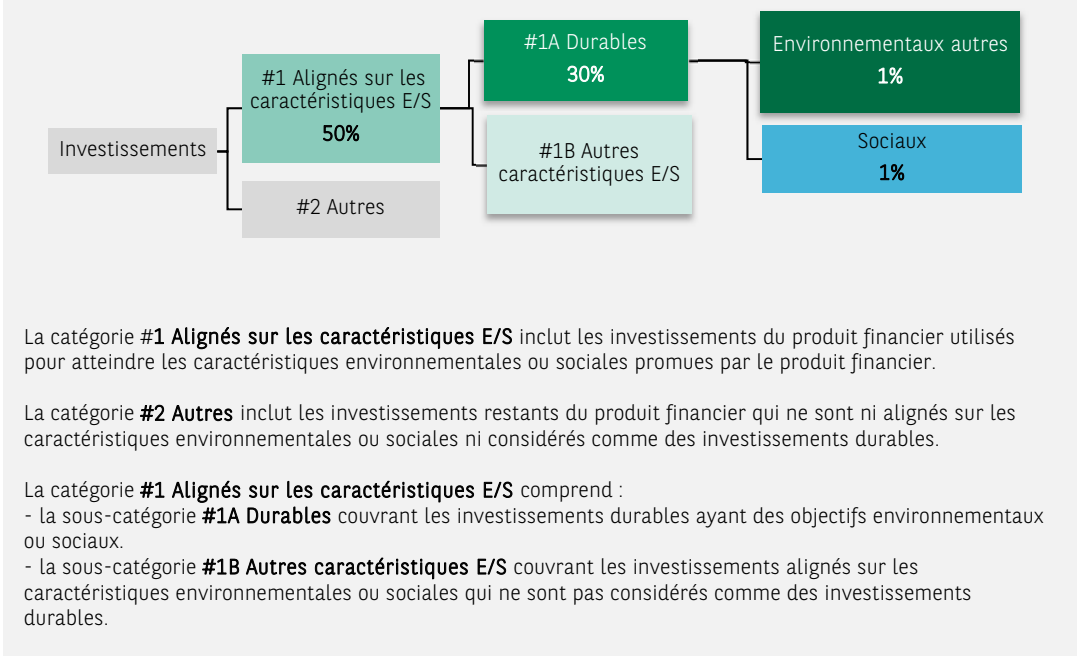 Investissements
#1 Alignés sur les
caractéristiques E/S
50%
#2 Autres
#1A Durables
30%
#1B Autres
caractéristiques E/S
Environnementaux autres
1%
Sociaux
1%
La catégorie #1 Alignés sur les caractéristiques E/S inclut les investissements du produit financier utilisés
pour atteindre les caractéristiques environnementales ou sociales promues par le produit financier.
La catégorie #2 Autres inclut les investissements restants du produit financier qui ne sont ni alignés sur les
caractéristiques environnementales ou sociales ni considérés comme des investissements durables.
La catégorie #1 Alignés sur les caractéristiques E/S comprend :
- la sous-catégorie #1A Durables couvrant les investissements durables ayant des objectifs environnementaux
ou sociaux.
- la sous-catégorie #1B Autres caractéristiques E/S couvrant les investissements alignés sur les
caractéristiques environnementales ou sociales qui ne sont pas considérés comme des investissements
durables.